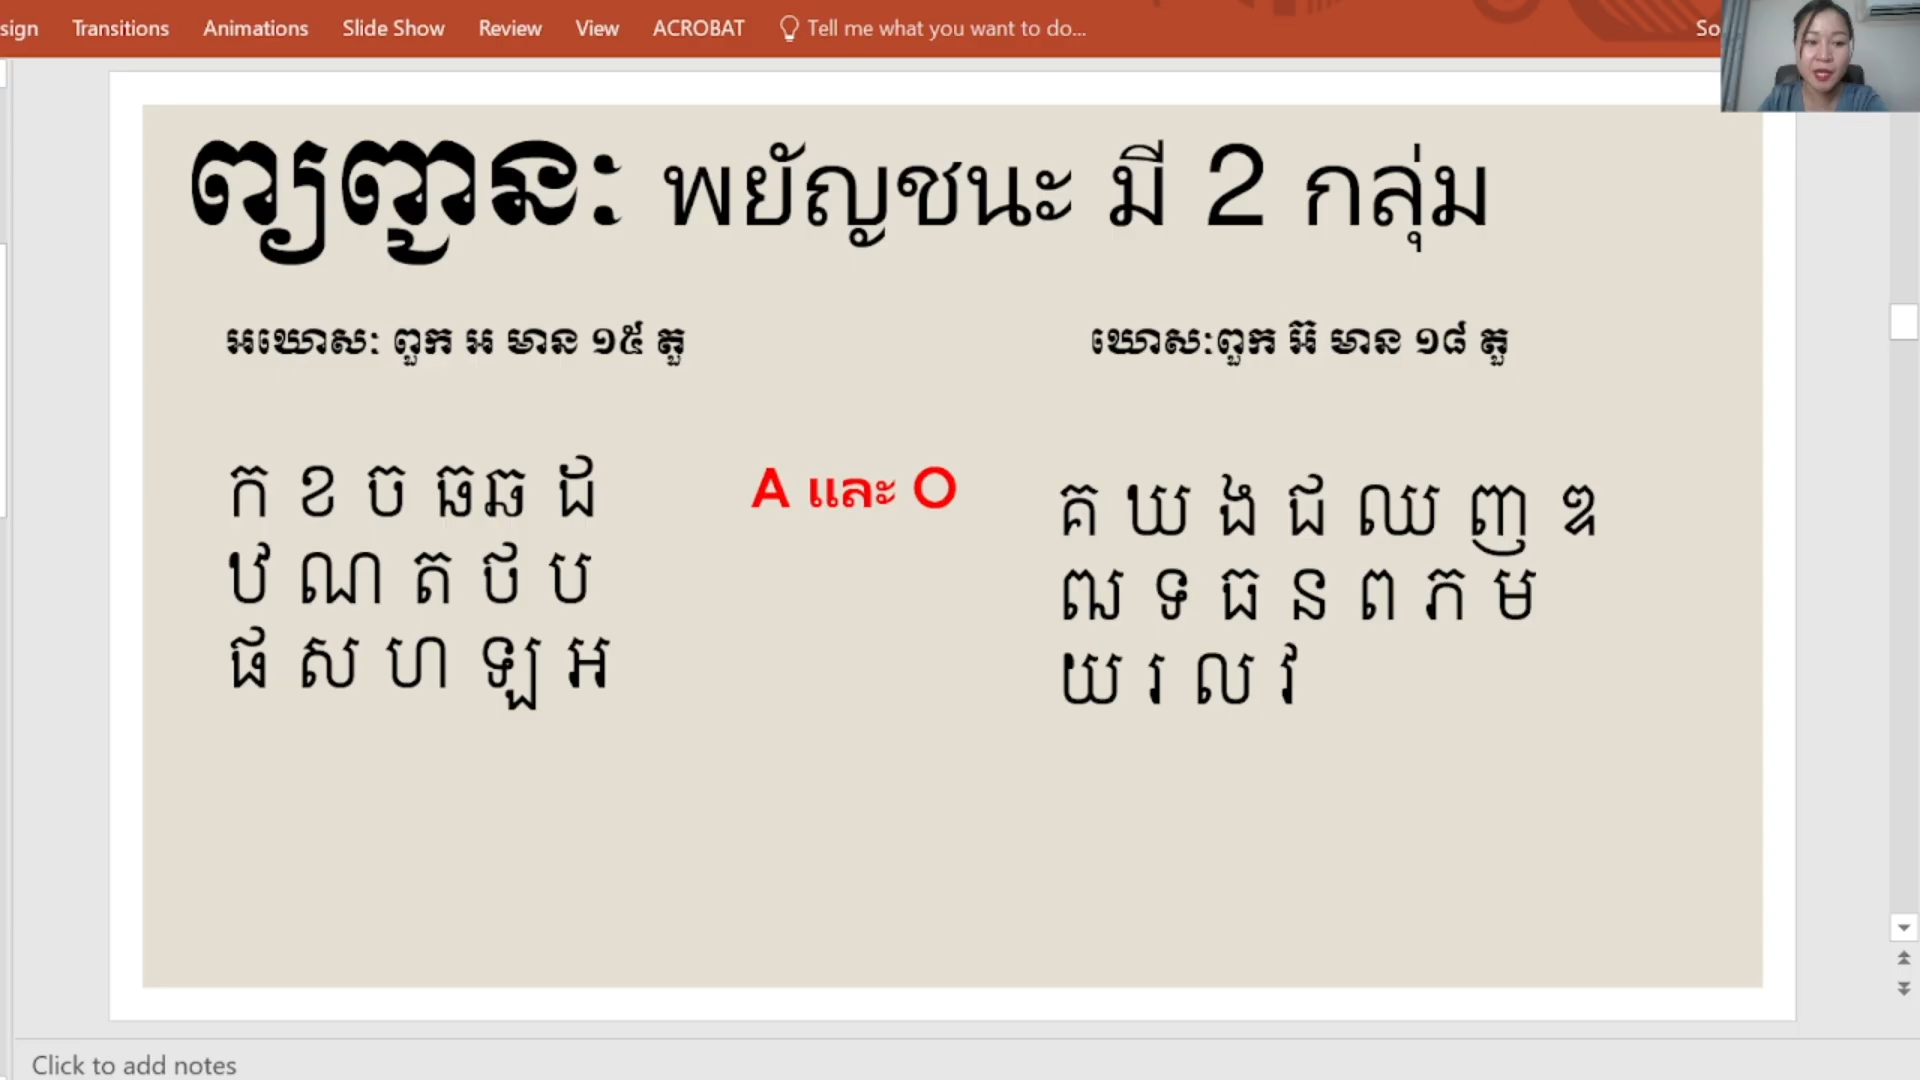 sign Transitions Animations Slide Show Review View ACROBAT Tell me what you want to do... So
ព្យញ្ជនៈ พยัญชนะ มี 2 กลุ่ม
អឃោសៈ ពួក អ មាន ១៥ តួ
ឃោសៈពួក អ៊ មាន ១៨ តួ
ក ខ ច ឆឆ ដ
ឋ ណ ត ថ ប
ផ ស ហ ឡ អ
A และ O
គ ឃ ង ជ ឈ ញ ឌ
ឍ ទ ធ ន ព ភ ម
យ រ ល វ
Click to add notes